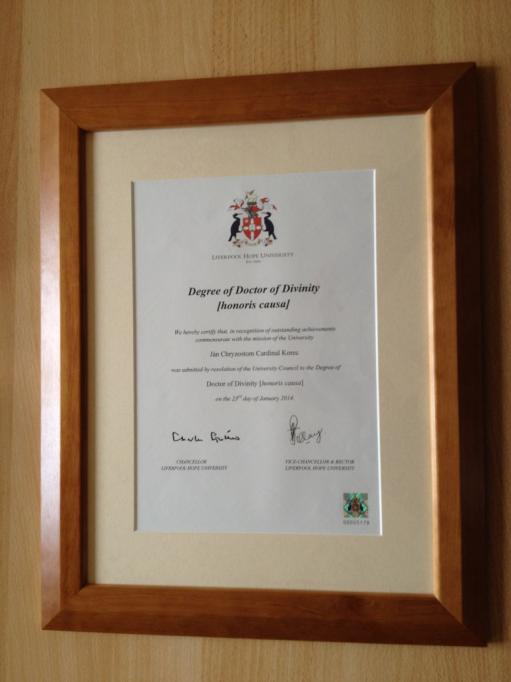 LIVERPOOL HOPE UNIVERSITY
Degree of Doctor of Divinity
[honoris causa]
We hereby certify that, in recognition of outstanding achievements
commensurate with the mission of the University
Ján Chryzostom Cardinal Korec
was admitted by resolution of the University Council to the Degree of
Doctor of Divinity [honoris causa]
on the 23rd day of January 2014.
CHANCELLOR
LIVERPOOL HOPE UNIVERSITY
VICE-CHANCELLOR & RECTOR
LIVERPOOL HOPE UNIVERSITY